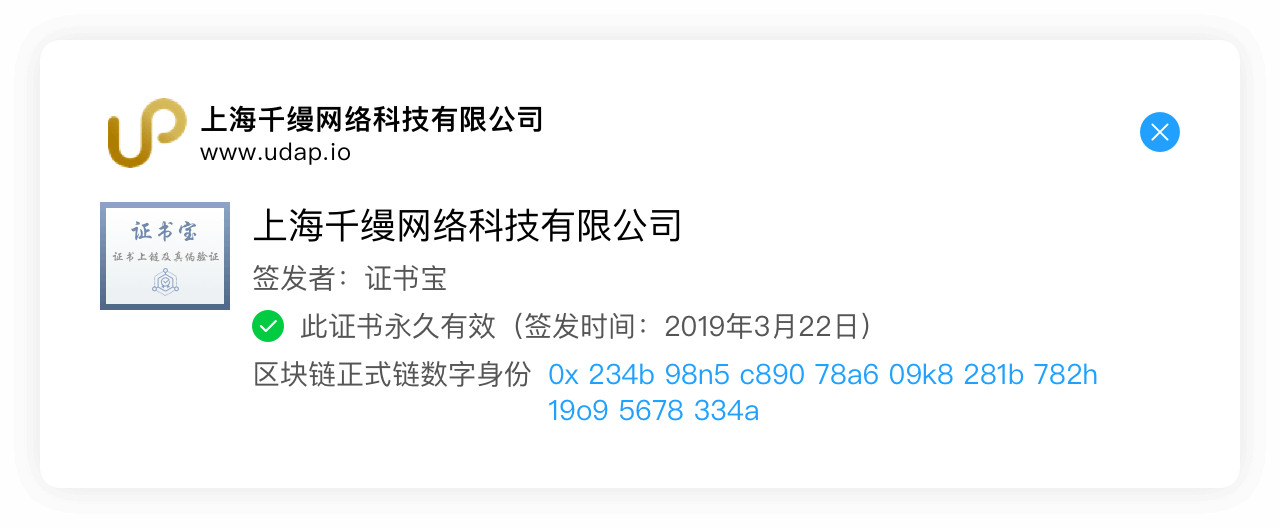 上海千缦网络科技有限公司
www.udap.io
证书宝
证书上链及真伪验证
上海千缦网络科技有限公司
签发者：证书宝
此证书永久有效（签发时间：2019年3月22日）
区块链正式链数字身份 0x 234b 98n5 c890 78a6 09k8 281b 782h
19o9 5678 334a